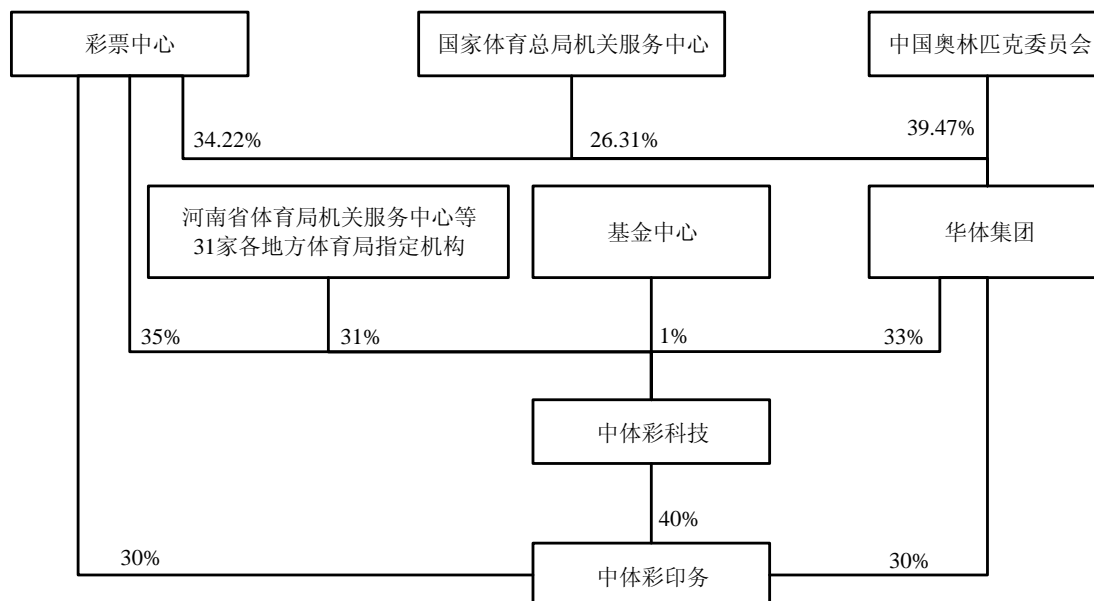 彩票中心
国家体育总局机关服务中心
中国奥林匹克委员会
34.22%
26.31%
39.47%
河南省体育局机关服务中心等
31家各地方体育局指定机构
基金中心
华体集团
35%
31%
1%
33%
中体彩科技
40%
30%
中体彩印务
30%